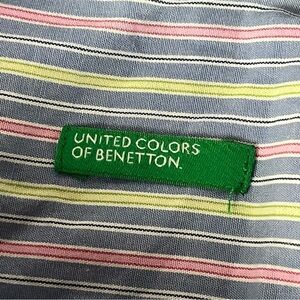 UNITED COLORS
OF BENETTON.